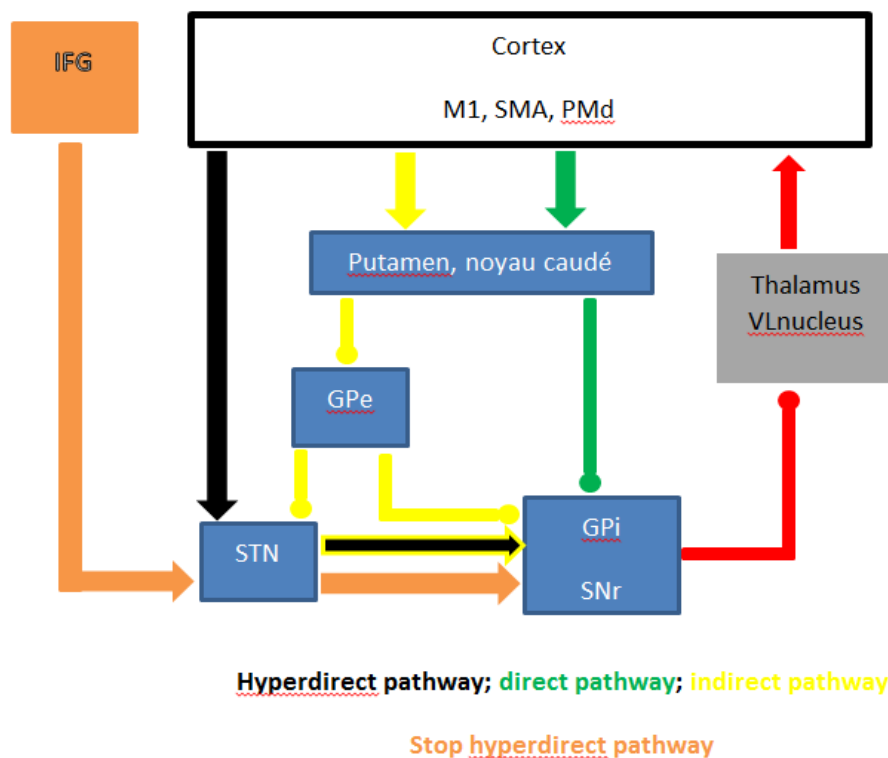 IFG
Cortex
M1, SMA, PMd
Putamen, noyau caudé
Thalamus
VLnucleus
GPe
STN
GPi
SNr
Hyperdirect pathway; direct pathway; indirect pathway
Stop hyperdirect pathway